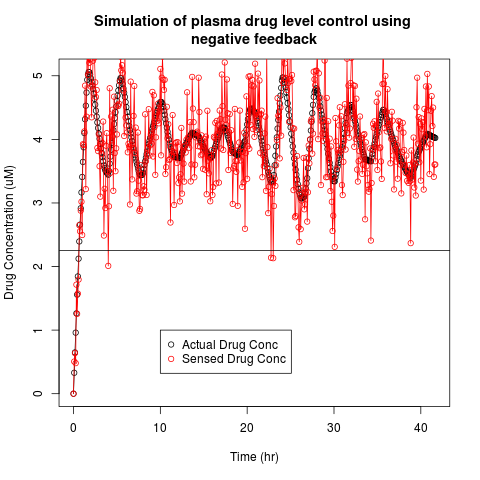 Simulation of plasma drug level control using
negative feedback
Drug Concentration (uM)
5
4
3
2
1
0
Actual Drug Conc
Sensed Drug Conc
0 10 20 30 40
Time (hr)